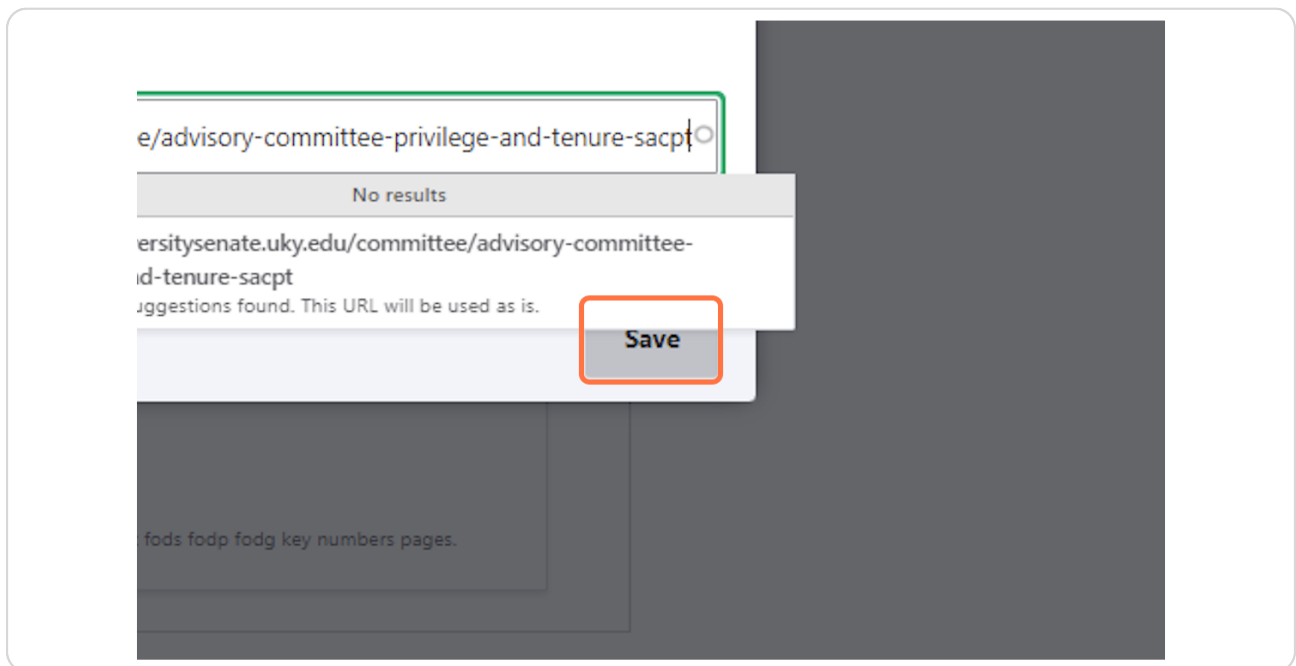 e/advisory-committee-privilege-and-tenure-sacpt
No results
ersitysenate.uky.edu/committee/advisory-committee-
d-tenure-sacpt
uggestions found. This URL will be used as is.
Save
fods fodp fodg key numbers pages.